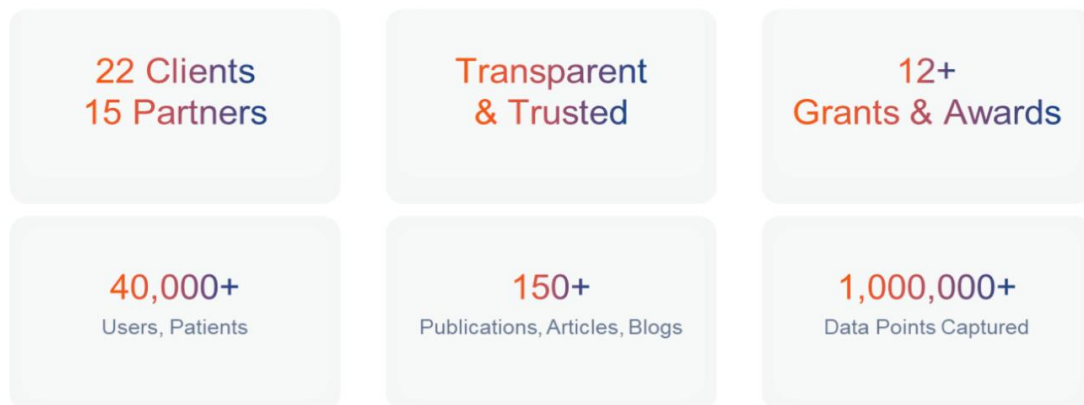 22 Clients
15 Partners
Transparent
& Trusted
12+
Grants & Awards
40,000+
Users, Patients
150+
Publications, Articles, Blogs
1,000,000+
Data Points Captured